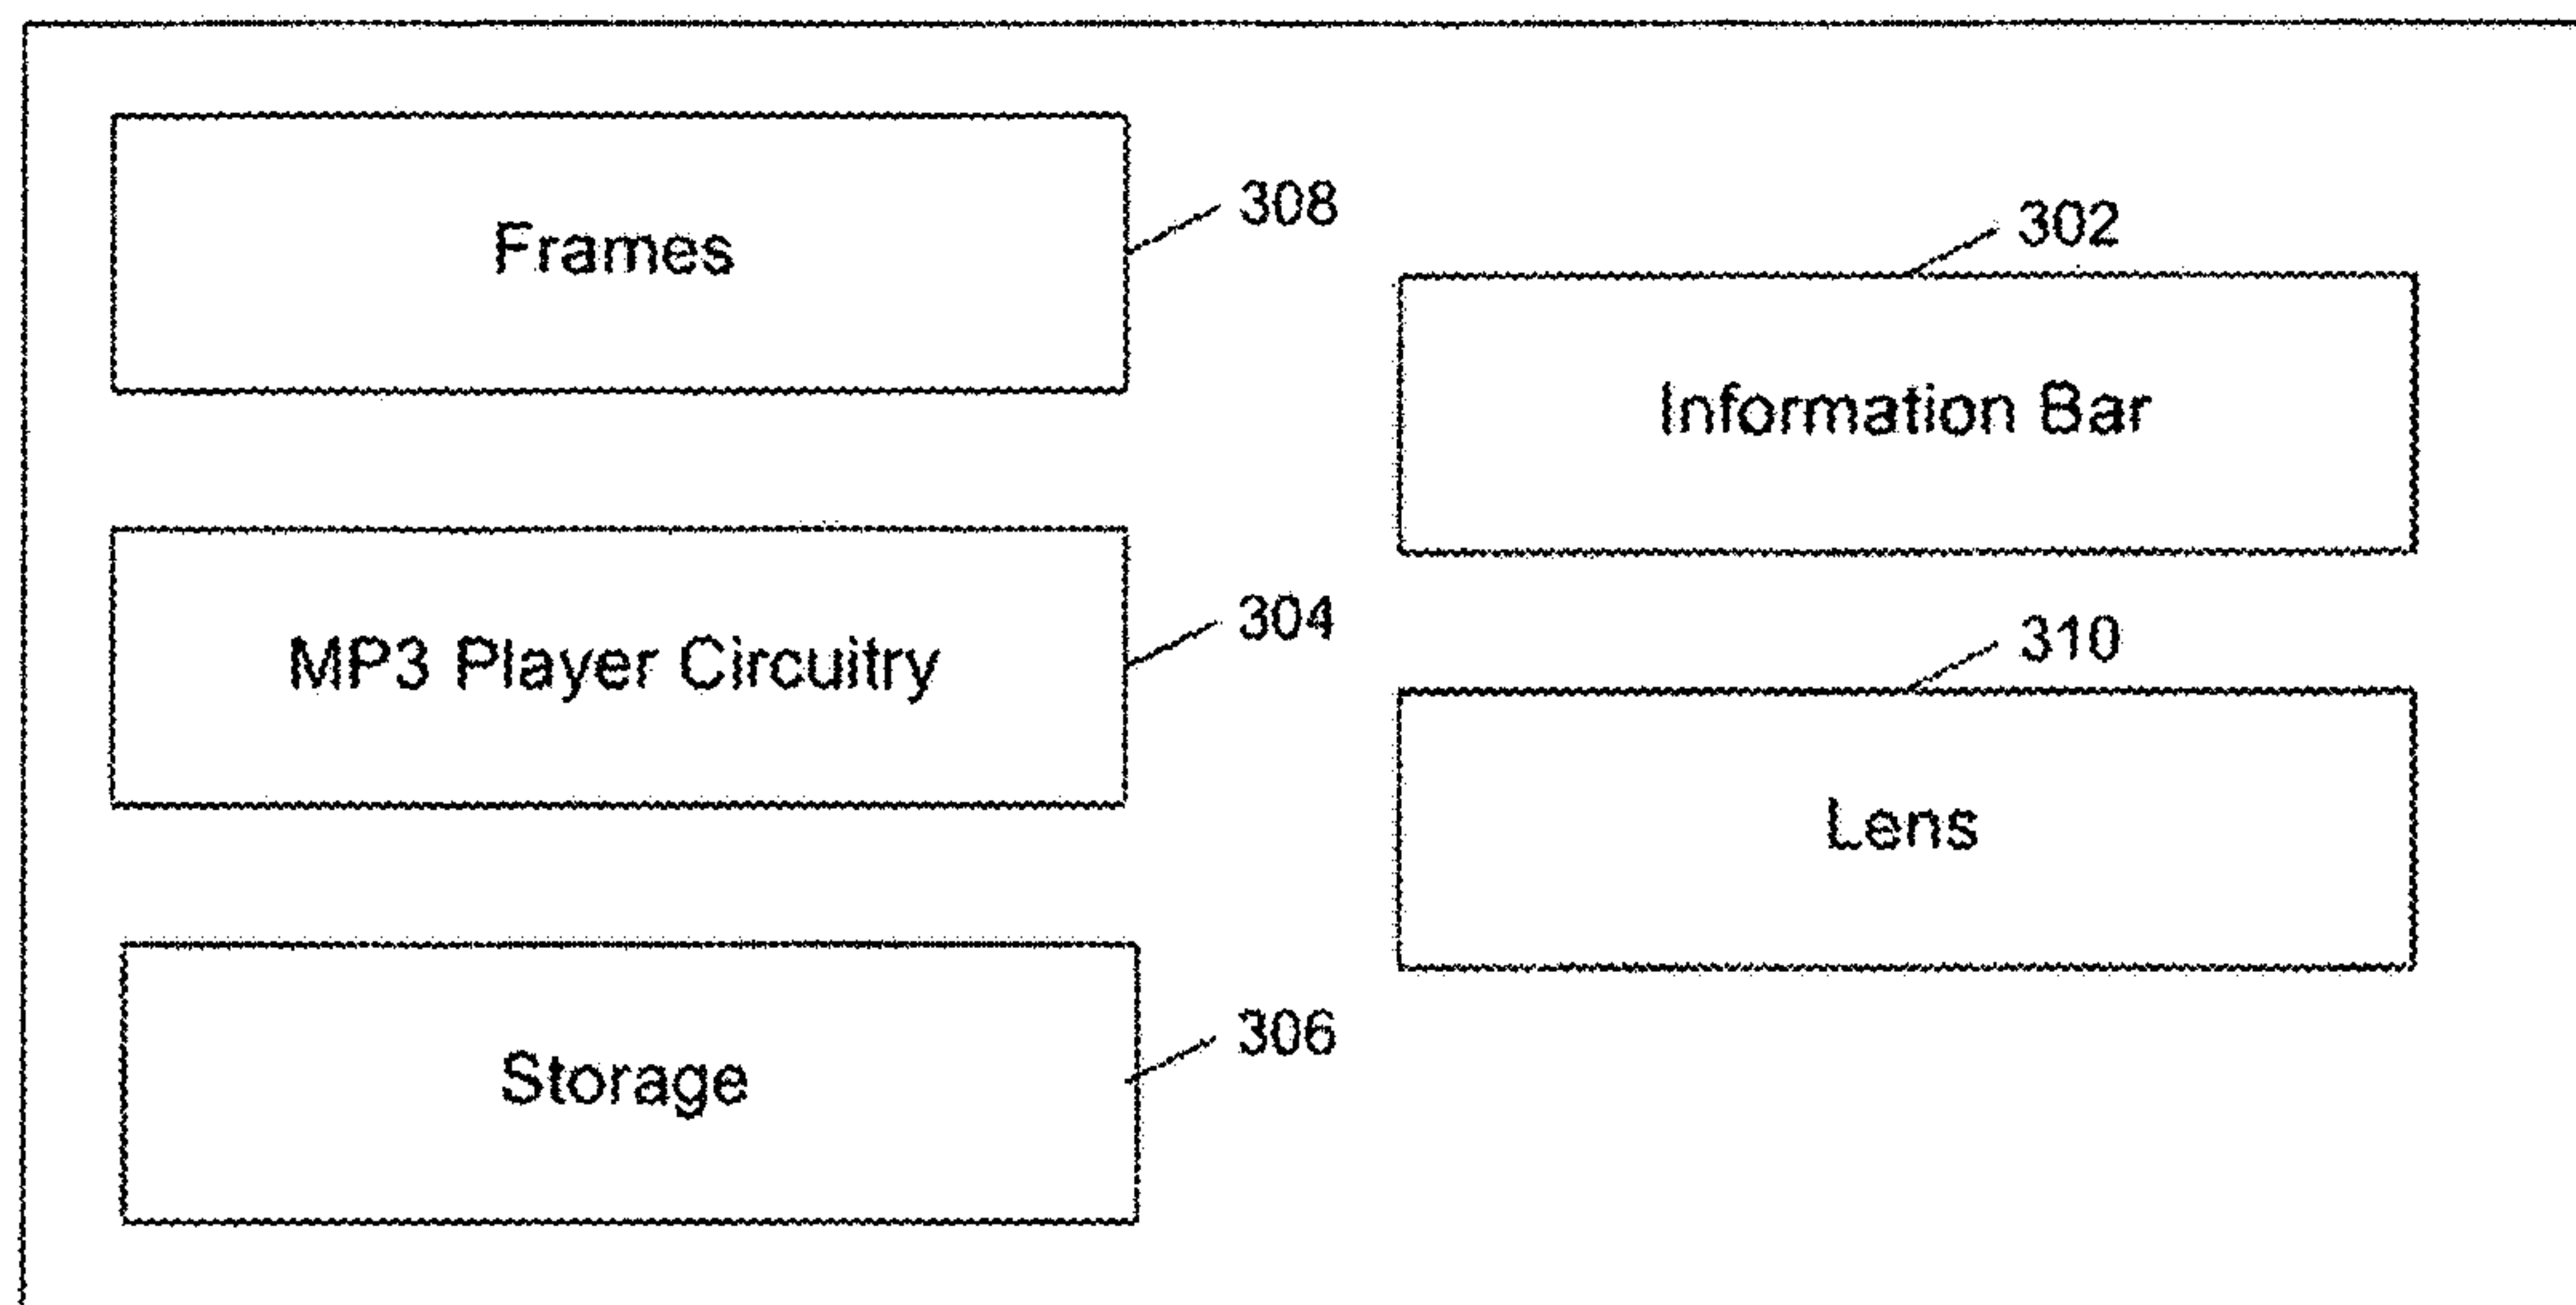 Frames
308
MP3 Player Circuitry
304
Storage
306
302
Information Bar
310
Lens